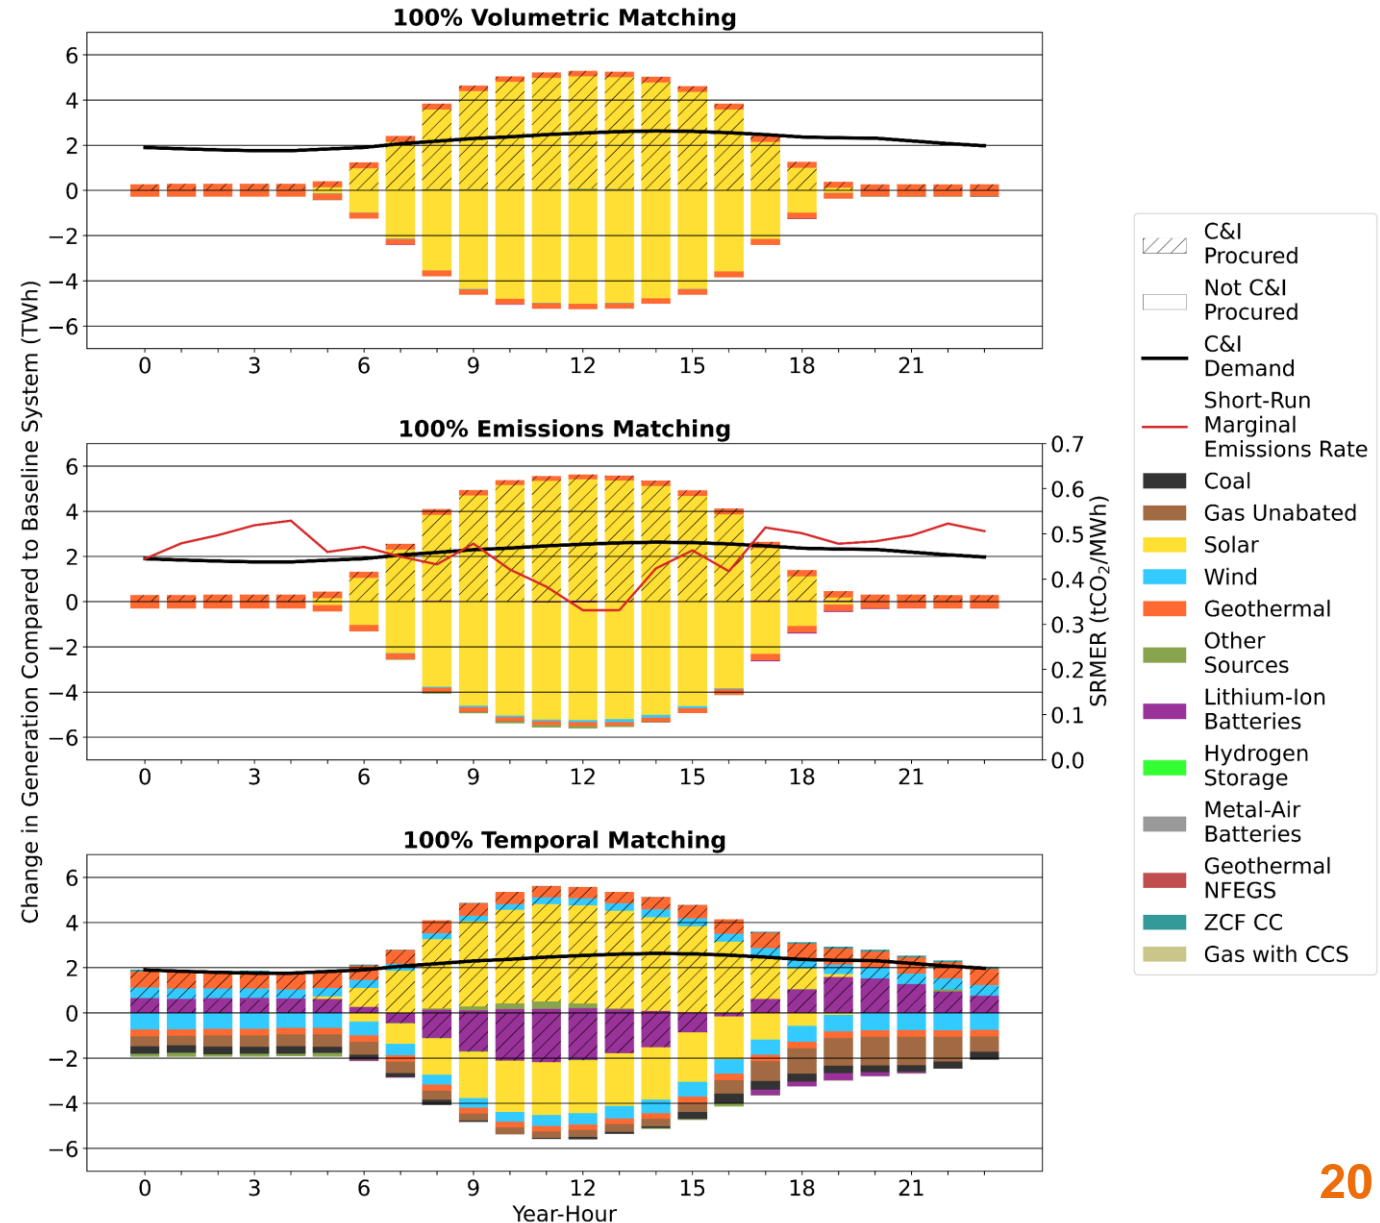 100% Volumetric Matching
6
4
2
0
−2
−4
−6
0 3 6 9 12 15 18 21
100% Emissions Matching
6
4
2
0
−2
−4
−6
0.7
0.6
0.5
0.4
0.3
0.2
0.1
0.0
SRMER (tCO₂/MWh)
0 3 6 9 12 15 18 21
Change in Generation Compared to Baseline System (TWh)
100% Temporal Matching
6
4
2
0
−2
−4
−6
0 3 6 9 12 15 18 21
Year-Hour
C&I
Procured
Not C&I
Procured
C&I
Demand
Short-Run
Marginal
Emissions Rate
Coal
Gas Unabated
Solar
Wind
Geothermal
Other
Sources
Lithium-Ion
Batteries
Hydrogen
Storage
Metal-Air
Batteries
Geothermal
NFEGS
ZCF CC
Gas with CCS
20